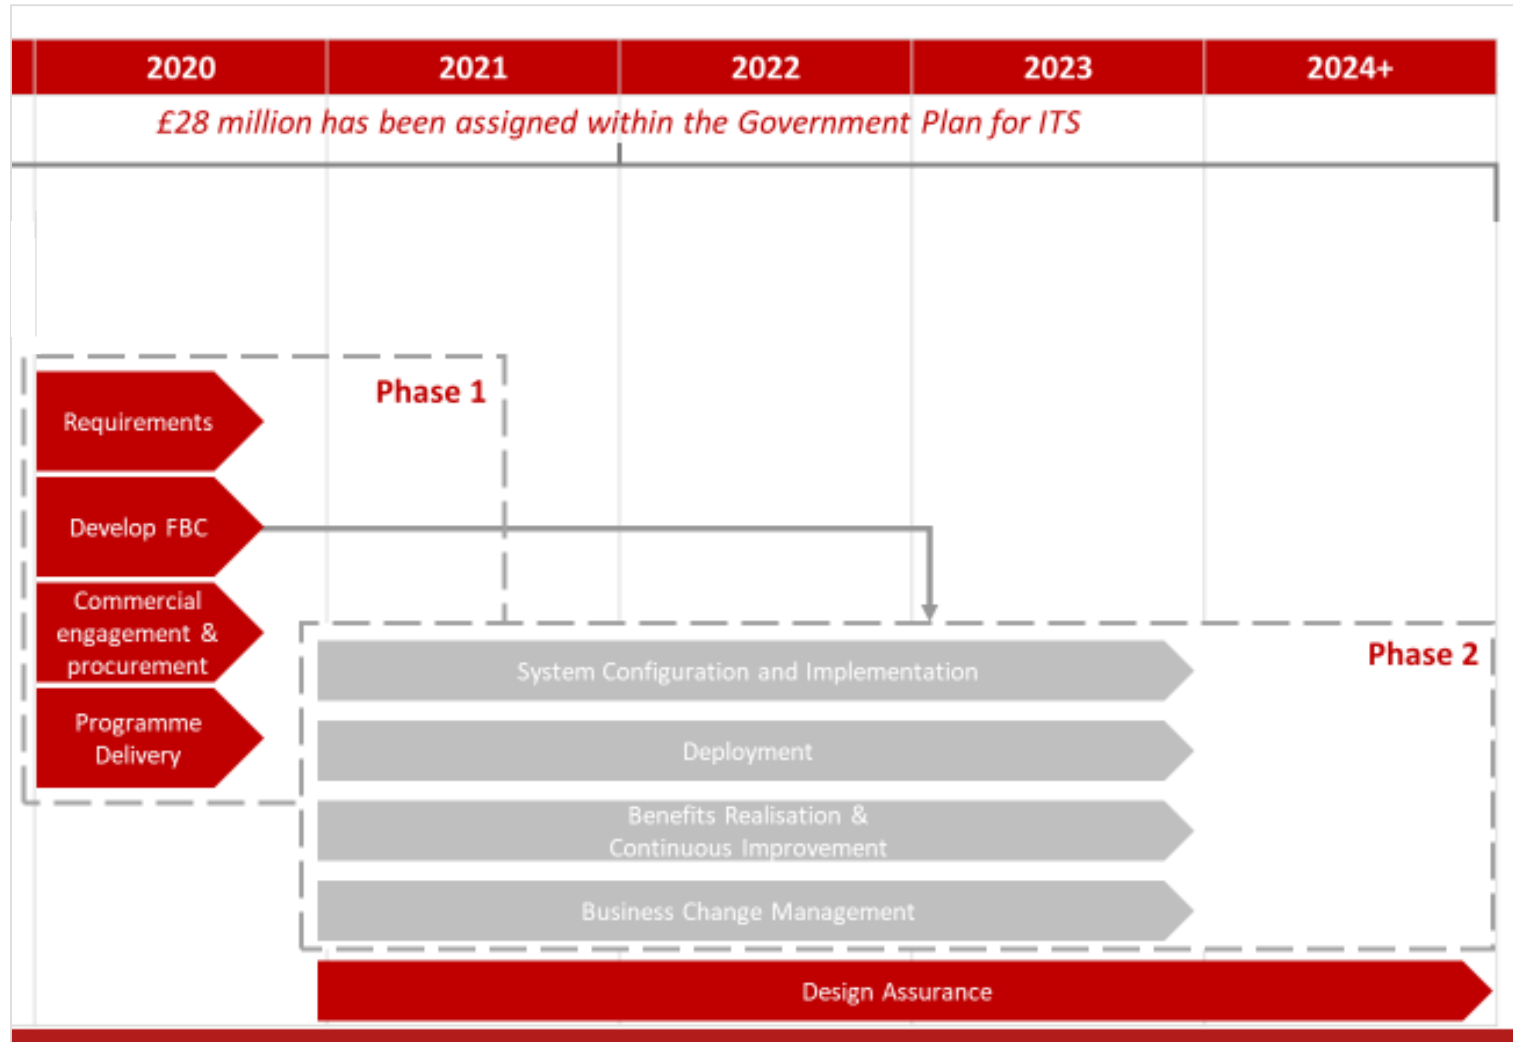 2020 2021 2022 2023 2024+
£28 million has been assigned within the Government Plan for ITS
Phase 1
Requirements
Develop FBC
Commercial
engagement &
procurement
Programme
Delivery
Phase 2
System Configuration and Implementation
Deployment
Benefits Realisation &
Continuous Improvement
Business Change Management
Design Assurance